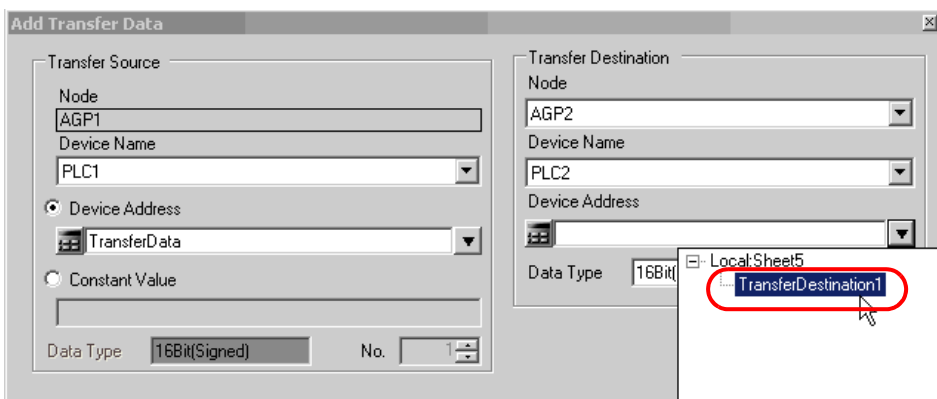 Add Transfer Data
Transfer Source
Node
AGP1
Device Name
PLC1
Device Address
TransferData
Constant Value
Data Type 16Bit(Signed) No. 1
Transfer Destination
Node
AGP2
Device Name
PLC2
Device Address
Data Type 16Bit(
Local:Sheet5
TransferDestination1